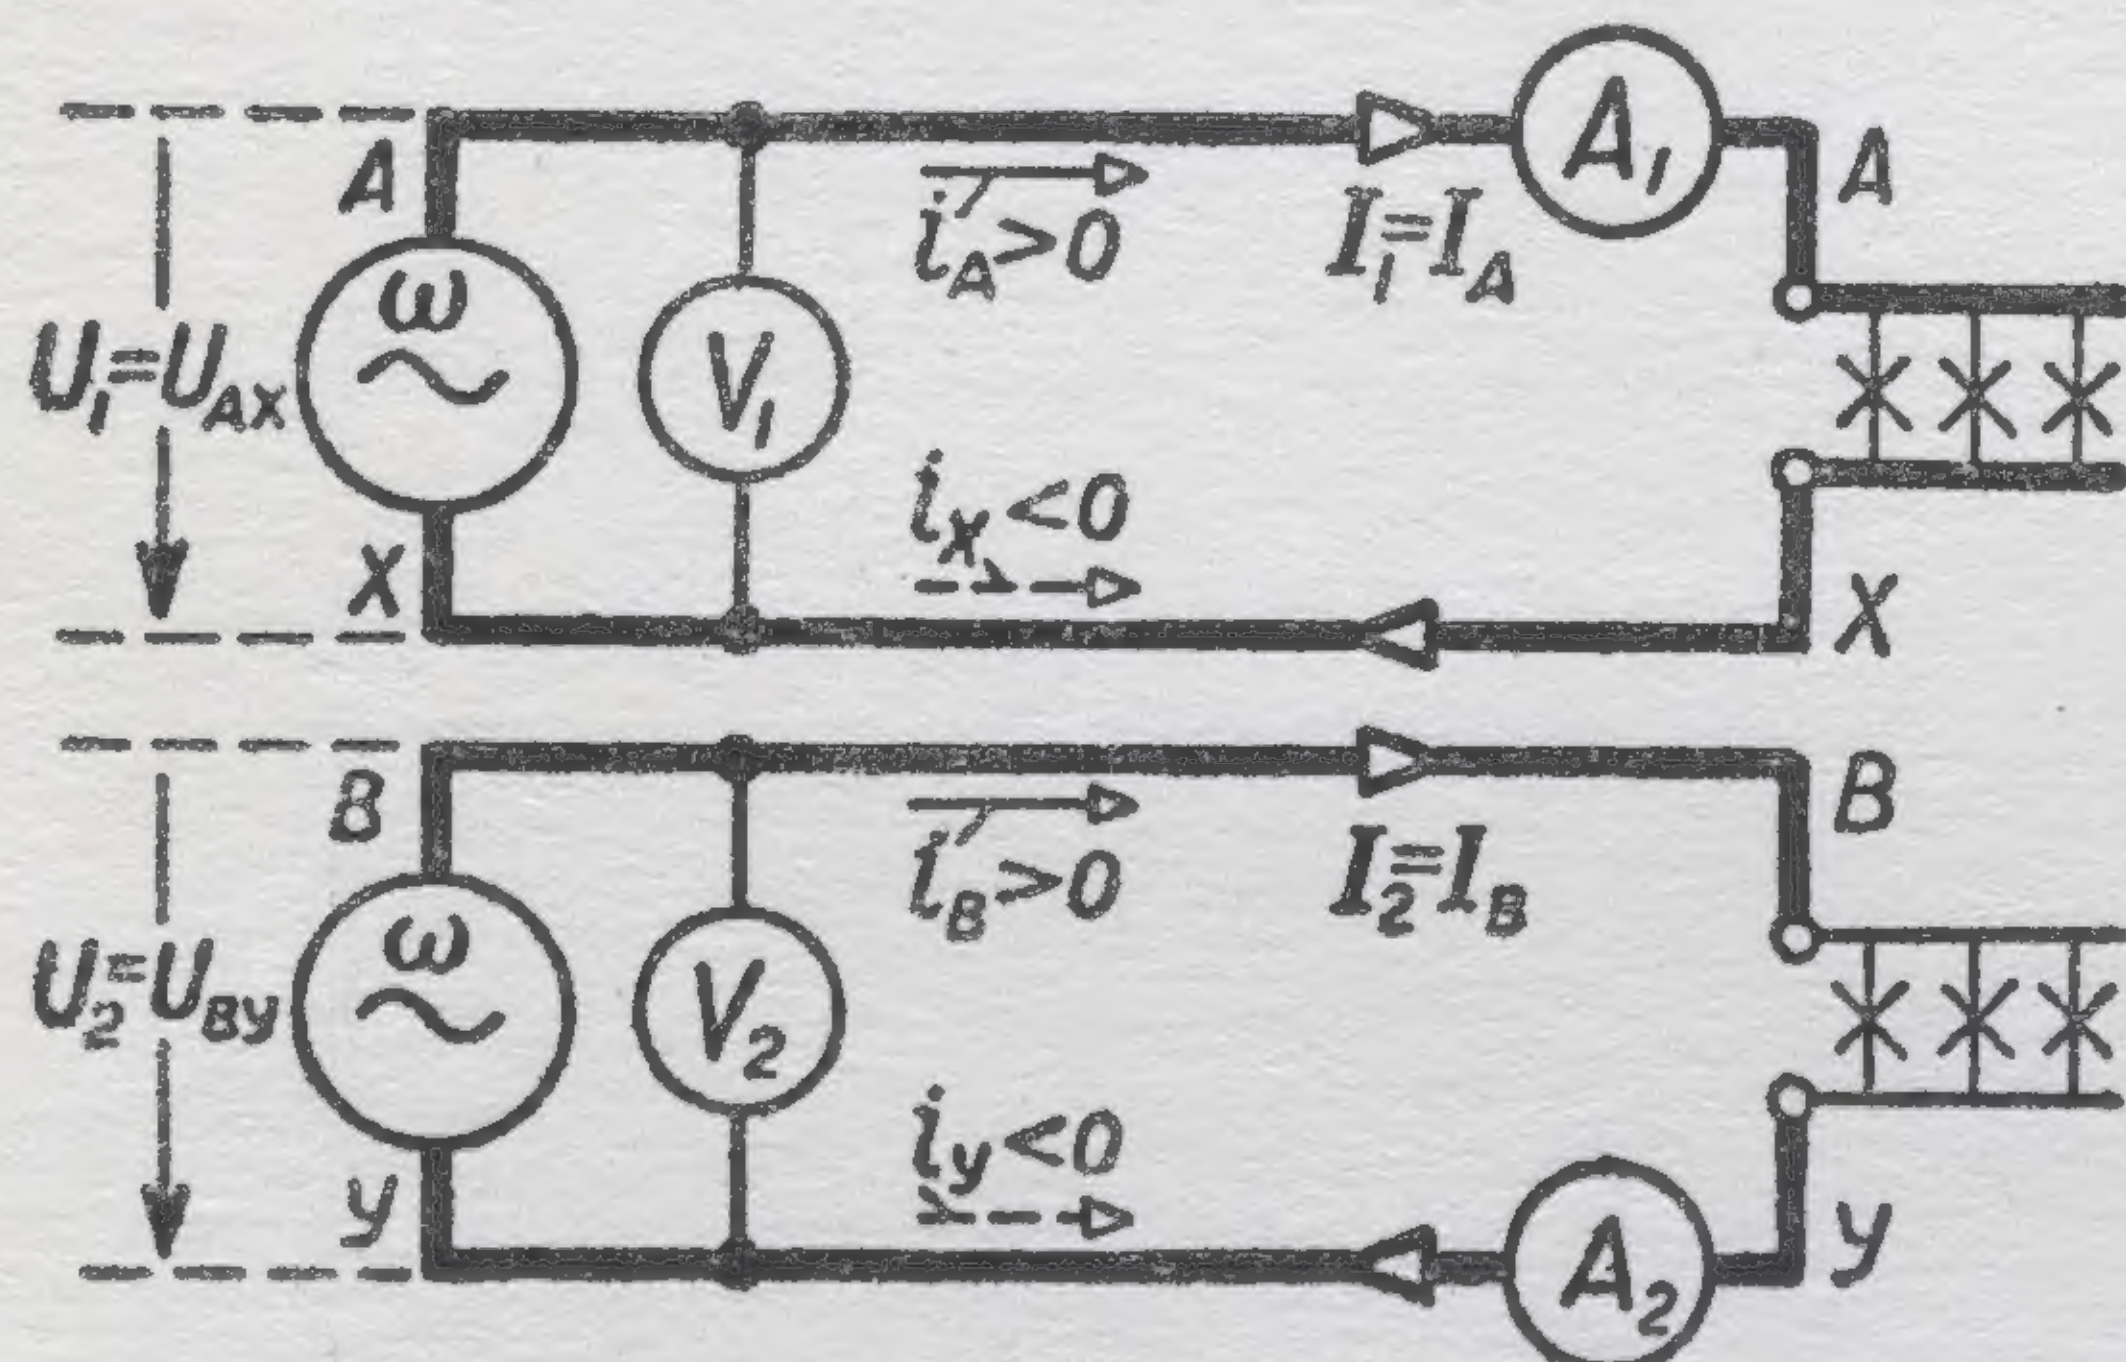 A
ω
X
U₁=U_AX
V₁
i_A>0
i_X<0
I₁=I_A
A₁
A
X
B
ω
Y
U₂=U_BY
V₂
i_B>0
i_Y<0
I₂=I_B
A₂
B
Y